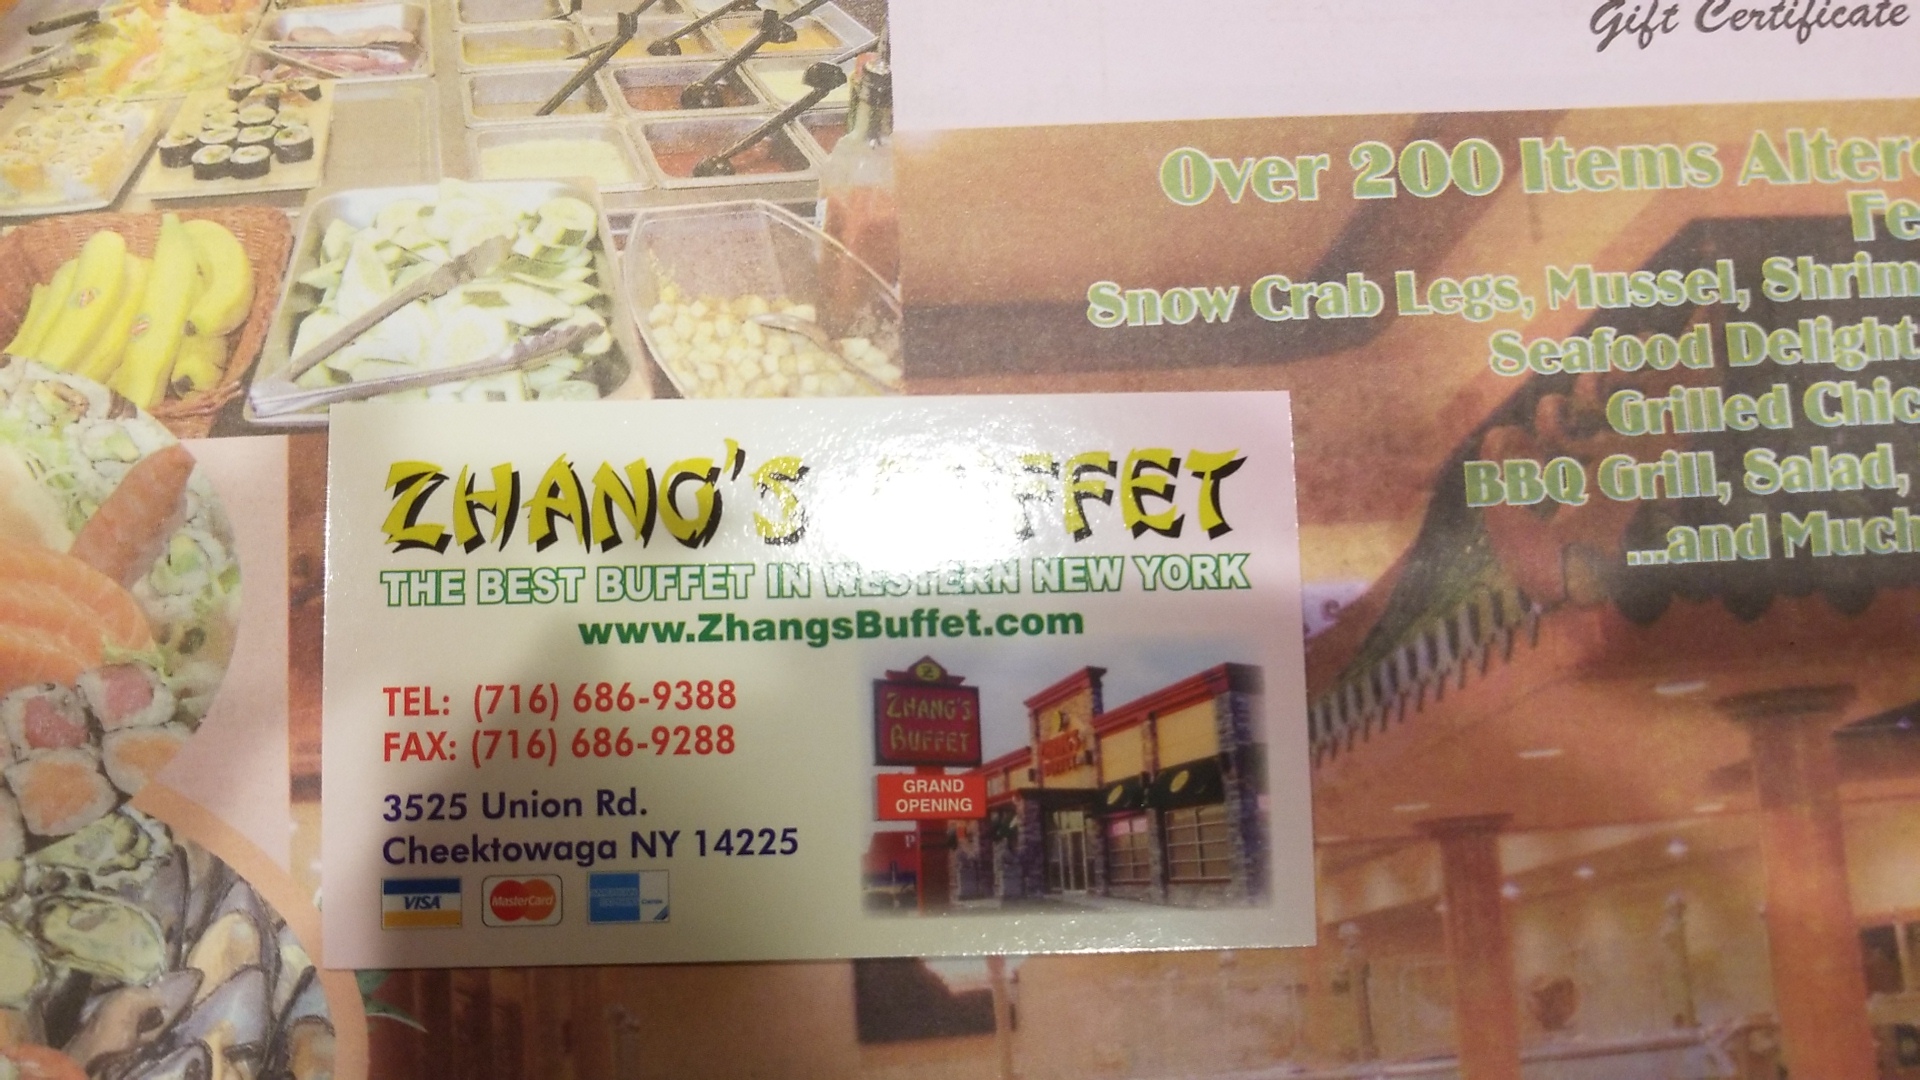 Gift Certificate
Over 200 Items
Snow Crab Legs, Mussel,
Seafood Delight
Grilled
BBQ Grill, Salad,
...and
ZHANG'S
THE BEST BUFFET IN WESTERN NEW YORK
www.ZhangsBuffet.com
TEL: (716) 686-9388
FAX: (716) 686-9288
3525 Union Rd.
Cheektowaga NY 14225
VISA
MasterCard
Z
ZHANG'S
BUFFET
GRAND
OPENING